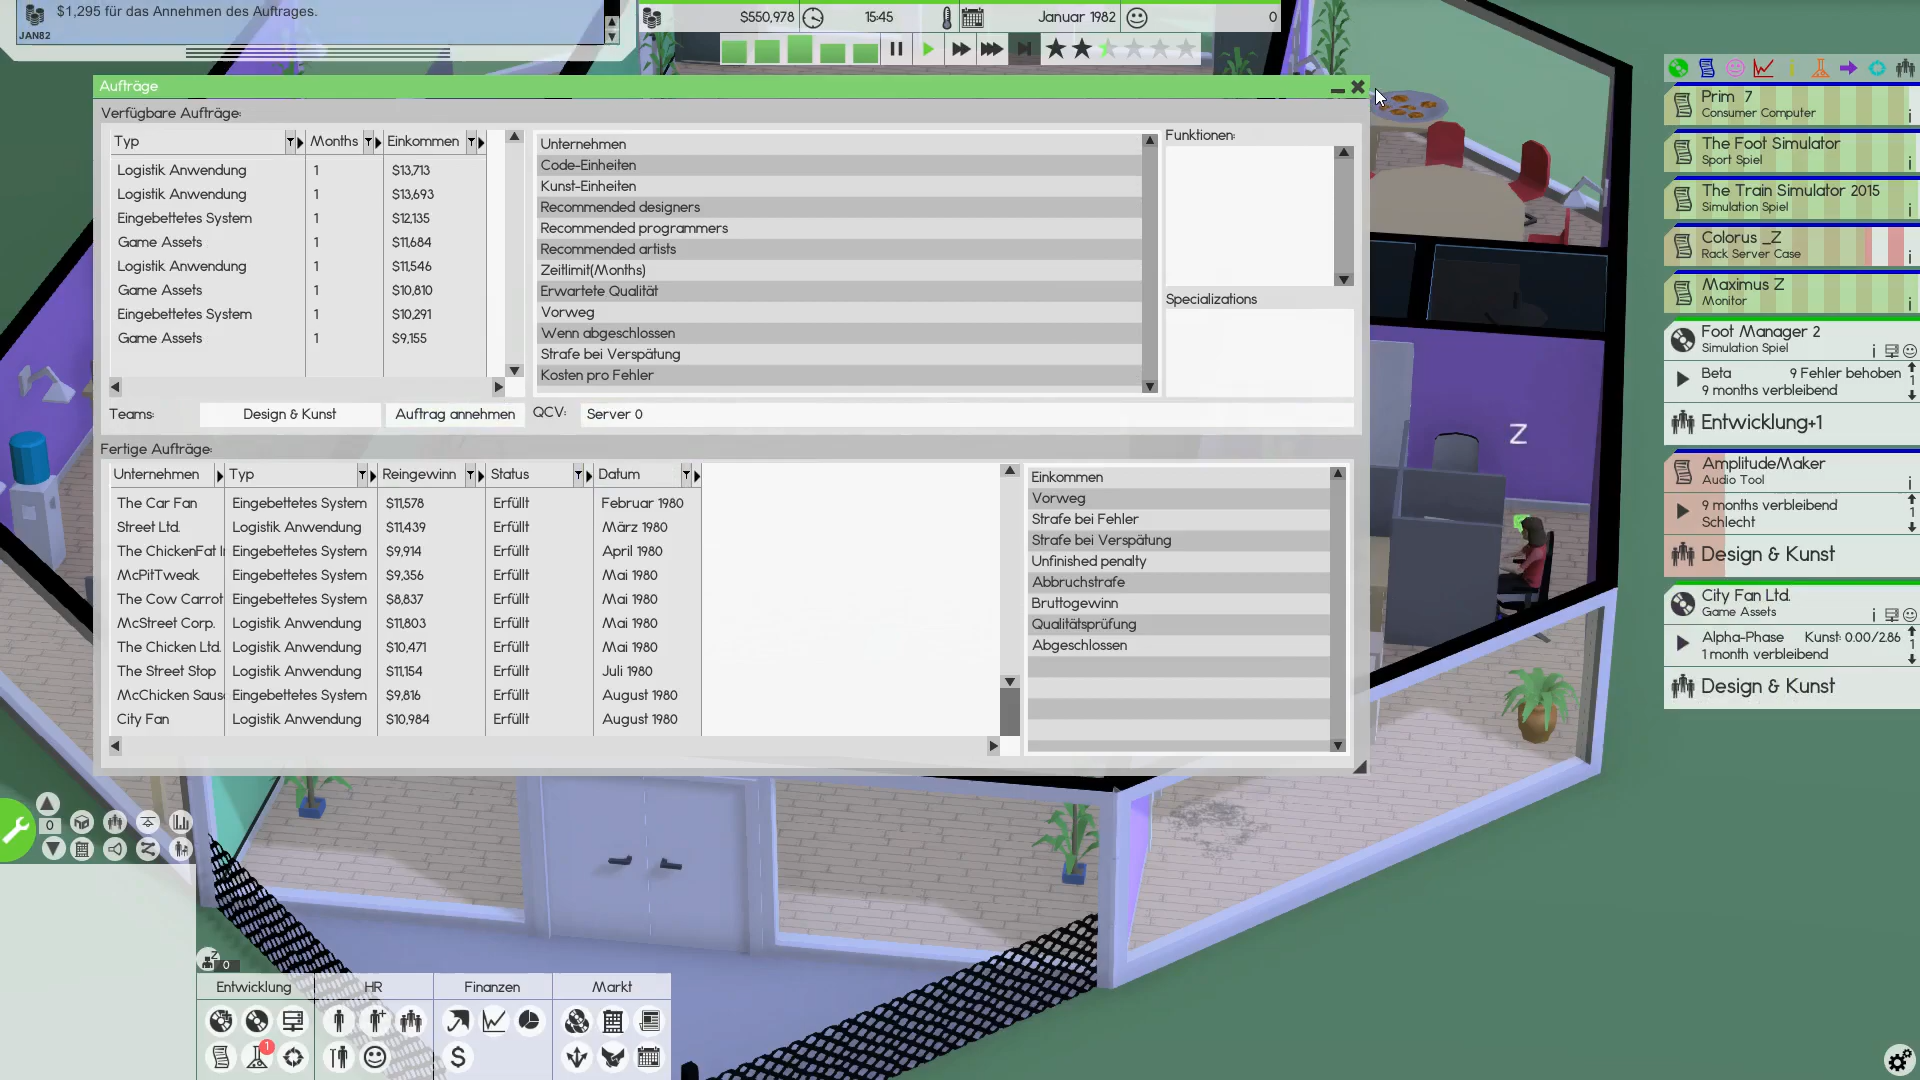 $1,295 für das Annehmen des Auftrages.
JAN82
$550,978
15:45
Januar 1982
0
Aufträge
Verfügbare Aufträge:
Typ Months Einkommen
Logistik Anwendung 1 $13,713
Logistik Anwendung 1 $13,693
Eingebettetes System 1 $12,135
Game Assets 1 $11,684
Logistik Anwendung 1 $11,546
Game Assets 1 $10,810
Eingebettetes System 1 $10,291
Game Assets 1 $9,155
Unternehmen
Code-Einheiten
Kunst-Einheiten
Recommended designers
Recommended programmers
Recommended artists
Zeitlimit(Months)
Erwartete Qualität
Vorweg
Wenn abgeschlossen
Strafe bei Verspätung
Kosten pro Fehler
Funktionen:
Specializations
Teams: Design & Kunst Auftrag annehmen QCV: Server 0
Fertige Aufträge:
Unternehmen Typ Reingewinn Status Datum
The Car Fan Eingebettetes System $11,578 Erfüllt Februar 1980
Street Ltd. Logistik Anwendung $11,439 Erfüllt März 1980
The ChickenFat Eingebettetes System $9,914 Erfüllt April 1980
McPitTweak Eingebettetes System $9,356 Erfüllt Mai 1980
The Cow Carrot Eingebettetes System $8,837 Erfüllt Mai 1980
McStreet Corp. Logistik Anwendung $11,803 Erfüllt Mai 1980
The Chicken Ltd. Logistik Anwendung $10,471 Erfüllt Mai 1980
The Street Stop Logistik Anwendung $11,154 Erfüllt Juli 1980
McChicken Saus Eingebettetes System $9,816 Erfüllt August 1980
City Fan Logistik Anwendung $10,984 Erfüllt August 1980
Einkommen
Vorweg
Strafe bei Fehler
Strafe bei Verspätung
Unfinished penalty
Abbruchstrafe
Bruttogewinn
Qualitätsprüfung
Abgeschlossen
Prim 7
Consumer Computer
The Foot Simulator
Sport Spiel
The Train Simulator 2015
Simulation Spiel
Colorus _Z
Rack Server Case
Maximus Z
Monitor
Foot Manager 2
Simulation Spiel
Beta 9 Fehler behoben
9 months verbleibend
1
Entwicklung+1
AmplitudeMaker
Audio Tool
9 months verbleibend
Schlecht
1
Design & Kunst
City Fan Ltd.
Game Assets
Alpha-Phase Kunst: 0.00/2.86
1 month verbleibend
1
Design & Kunst
Z
0
Z
0
Entwicklung HR Finanzen Markt
1